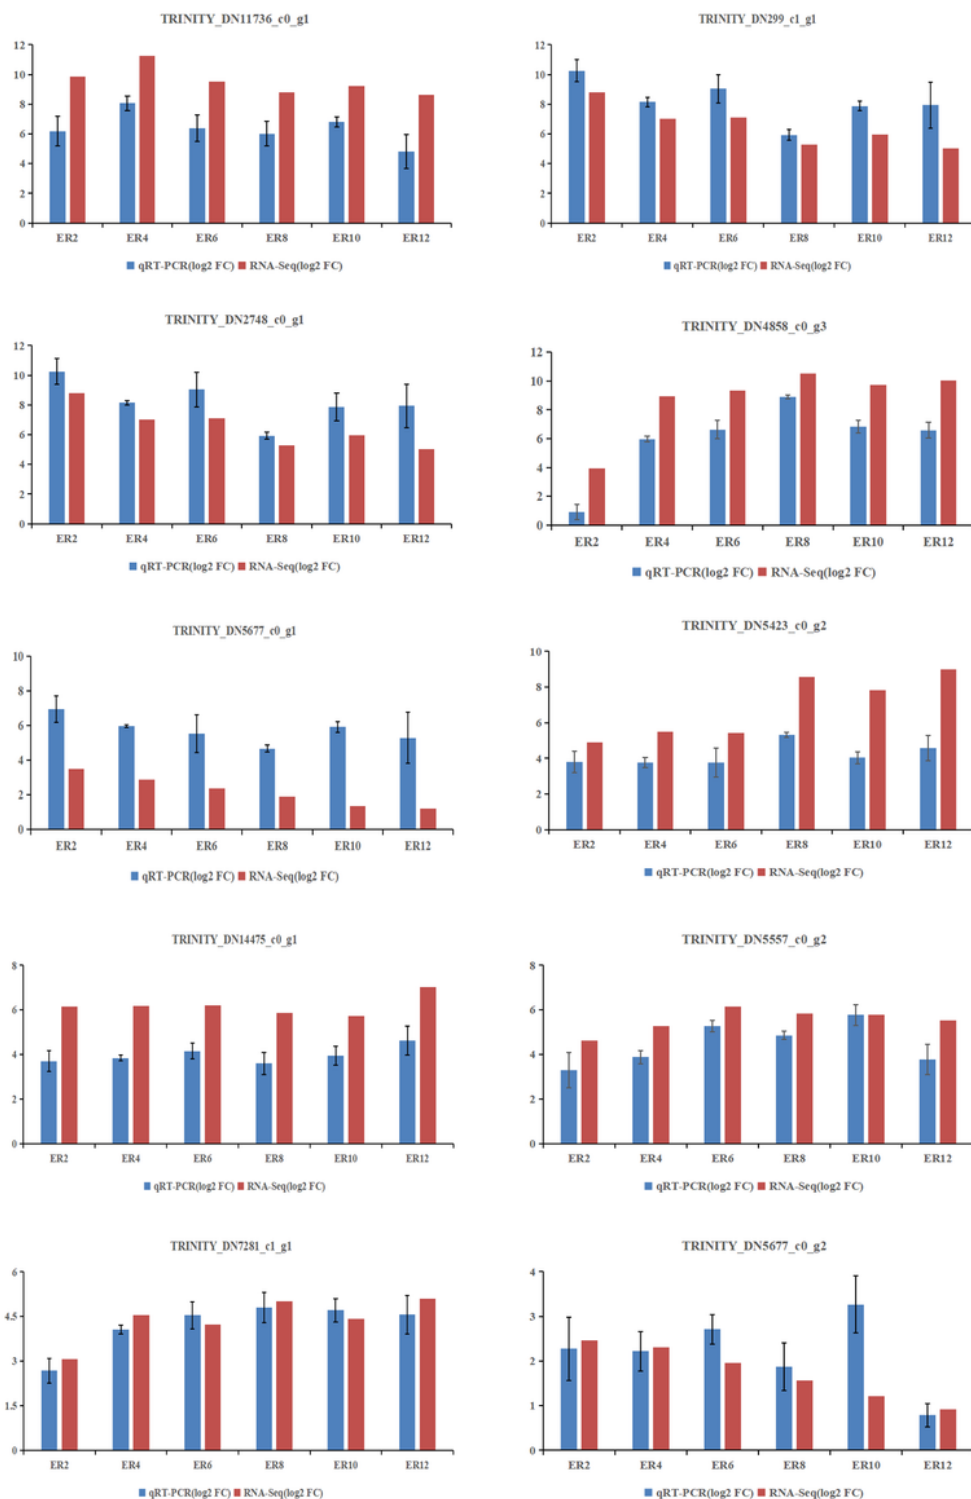 TRINITY_DN11736_c0_g1
12
10
8
6
4
2
0
ER2 ER4 ER6 ER8 ER10 ER12
qRT-PCR(log2 FC) RNA-Seq(log2 FC)
TRINITY_DN299_c1_g1
12
10
8
6
4
2
0
ER2 ER4 ER6 ER8 ER10 ER12
qRT-PCR(log2 FC) RNA-Seq(log2 FC)
TRINITY_DN2748_c0_g1
12
10
8
6
4
2
0
ER2 ER4 ER6 ER8 ER10 ER12
qRT-PCR(log2 FC) RNA-Seq(log2 FC)
TRINITY_DN4858_c0_g3
12
10
8
6
4
2
0
ER2 ER4 ER6 ER8 ER10 ER12
qRT-PCR(log2 FC) RNA-Seq(log2 FC)
TRINITY_DN5677_c0_g1
10
8
6
4
2
0
ER2 ER4 ER6 ER8 ER10 ER12
qRT-PCR(log2 FC) RNA-Seq(log2 FC)
TRINITY_DN5423_c0_g2
10
8
6
4
2
0
ER2 ER4 ER6 ER8 ER10 ER12
qRT-PCR(log2 FC) RNA-Seq(log2 FC)
TRINITY_DN14475_c0_g1
8
6
4
2
0
ER2 ER4 ER6 ER8 ER10 ER12
qRT-PCR(log2 FC) RNA-Seq(log2 FC)
TRINITY_DN5557_c0_g2
8
6
4
2
0
ER2 ER4 ER6 ER8 ER10 ER12
qRT-PCR(log2 FC) RNA-Seq(log2 FC)
TRINITY_DN7281_c1_g1
6
4.5
3
1.5
0
ER2 ER4 ER6 ER8 ER10 ER12
qRT-PCR(log2 FC) RNA-Seq(log2 FC)
TRINITY_DN5677_c0_g2
4
3
2
1
0
ER2 ER4 ER6 ER8 ER10 ER12
qRT-PCR(log2 FC) RNA-Seq(log2 FC)